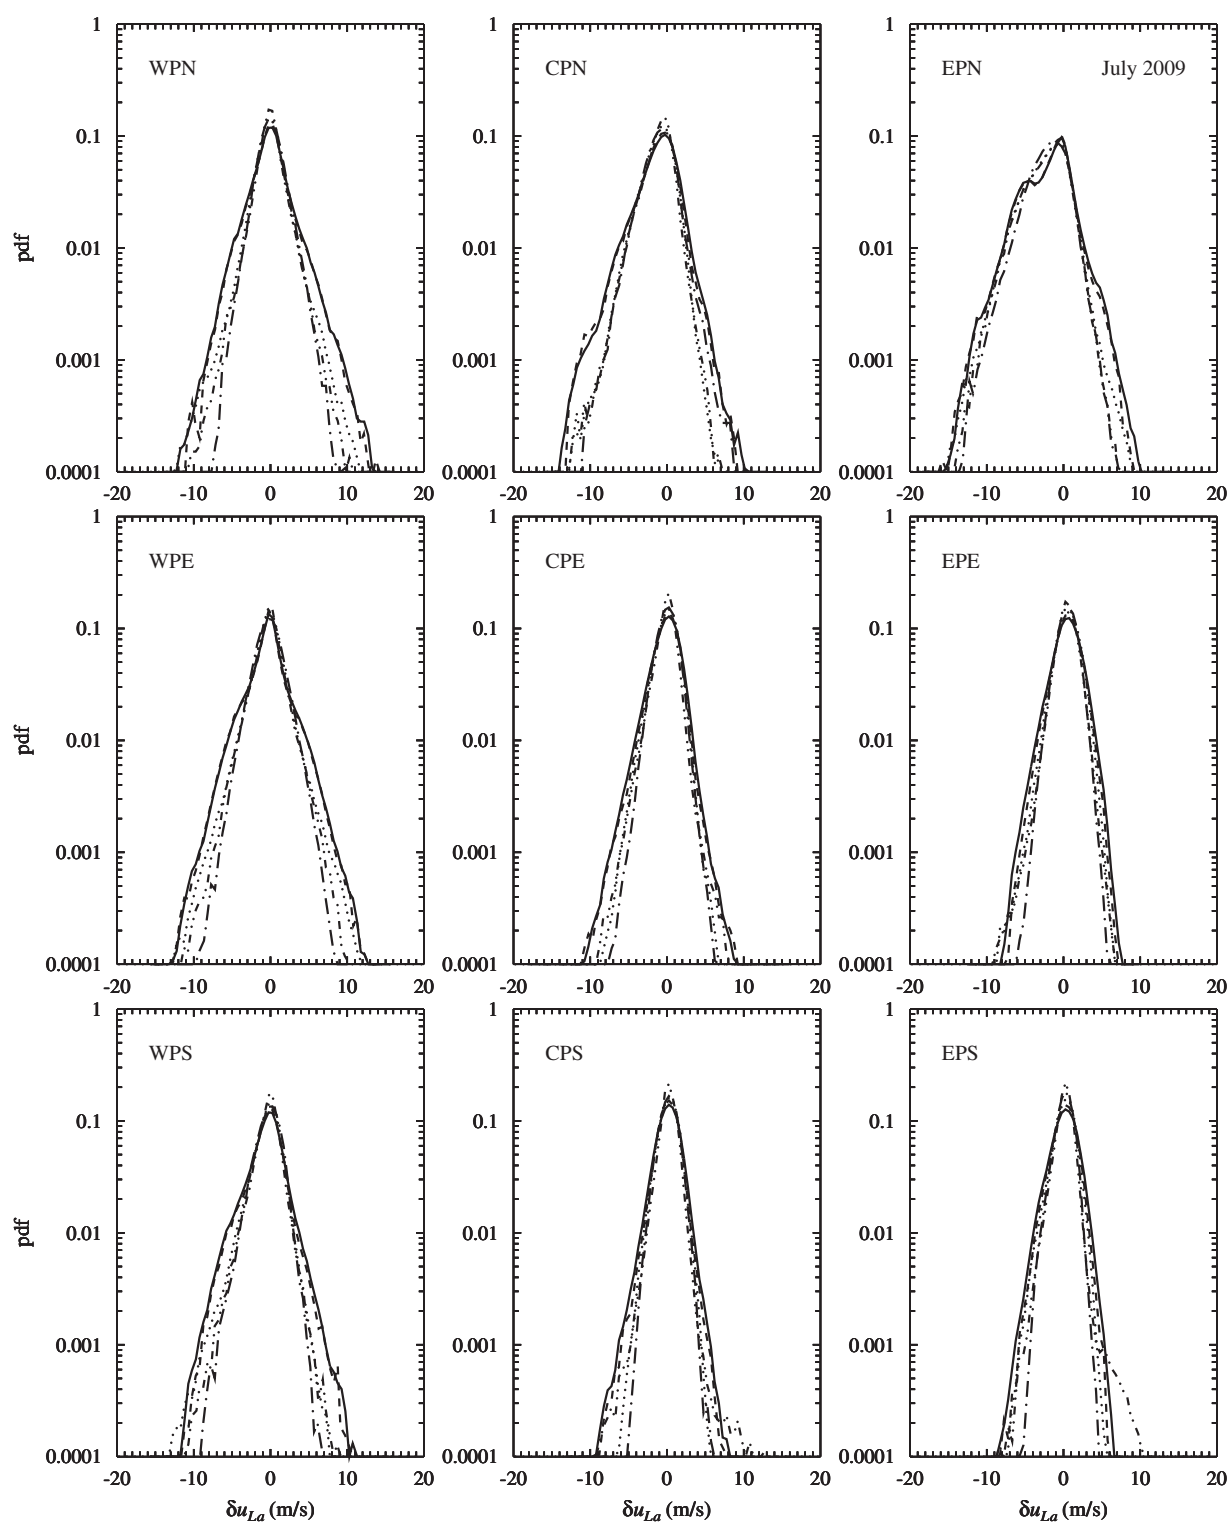 1 1 1
WPN CPN EPN July 2009
0.1 0.1 0.1
pdf 0.01 0.01 0.01
0.001 0.001 0.001
0.0001 0.0001 0.0001
-20 -10 0 10 20 -20 -10 0 10 20 -20 -10 0 10 20
1 1 1
WPE CPE EPE
0.1 0.1 0.1
pdf 0.01 0.01 0.01
0.001 0.001 0.001
0.0001 0.0001 0.0001
-20 -10 0 10 20 -20 -10 0 10 20 -20 -10 0 10 20
1 1 1
WPS CPS EPS
0.1 0.1 0.1
pdf 0.01 0.01 0.01
0.001 0.001 0.001
0.0001 0.0001 0.0001
-20 -10 0 10 20 -20 -10 0 10 20 -20 -10 0 10 20
δu_La (m/s) δu_La (m/s) δu_La (m/s)